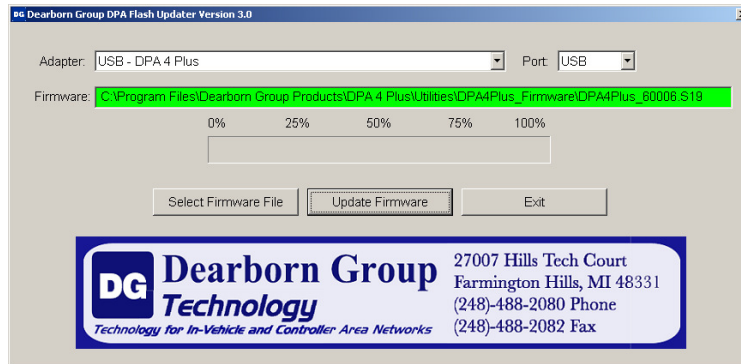 DG Dearborn Group DPA Flash Updater Version 3.0
Adapter: USB - DPA 4 Plus Port: USB
Firmware: C:\Program Files\Dearborn Group Products\DPA 4 Plus\Utilities\DPA4Plus_Firmware\DPA4Plus_60006.S19
0% 25% 50% 75% 100%
Select Firmware File Update Firmware Exit
DG Dearborn Group
Technology
Technology for In-Vehicle and Controller Area Networks
27007 Hills Tech Court
Farmington Hills, MI 48331
(248)-488-2080 Phone
(248)-488-2082 Fax